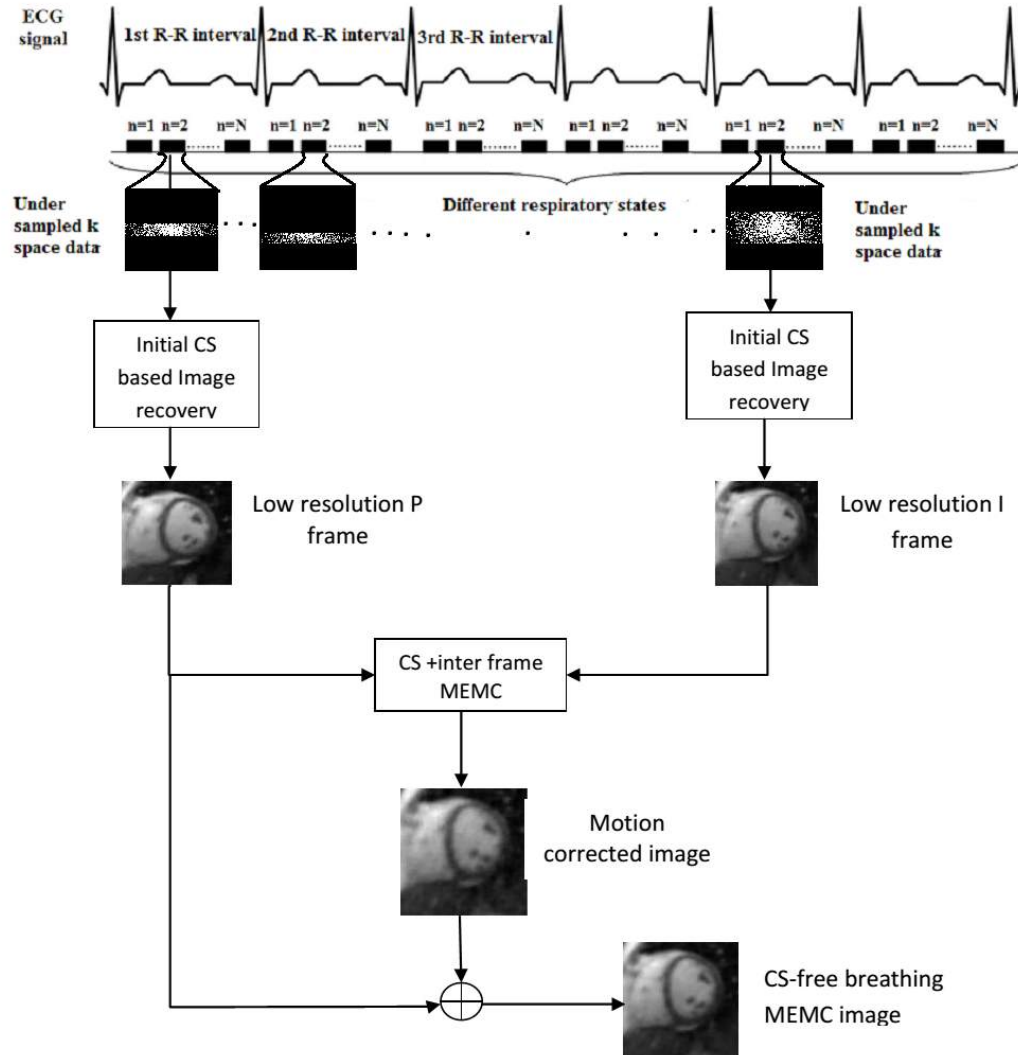 ECG
signal
1st R-R interval
2nd R-R interval
3rd R-R interval
n=1 n=2 n=N
n=1 n=2 n=N
n=1 n=2 n=N
n=1 n=2 n=N
n=1 n=2 n=N
n=1 n=2 n=N
Under
sampled k
space data
Different respiratory states
Under
sampled k
space data
Initial CS
based Image
recovery
Initial CS
based Image
recovery
Low resolution P
frame
Low resolution I
frame
CS +inter frame
MEMC
Motion
corrected image
CS-free breathing
MEMC image